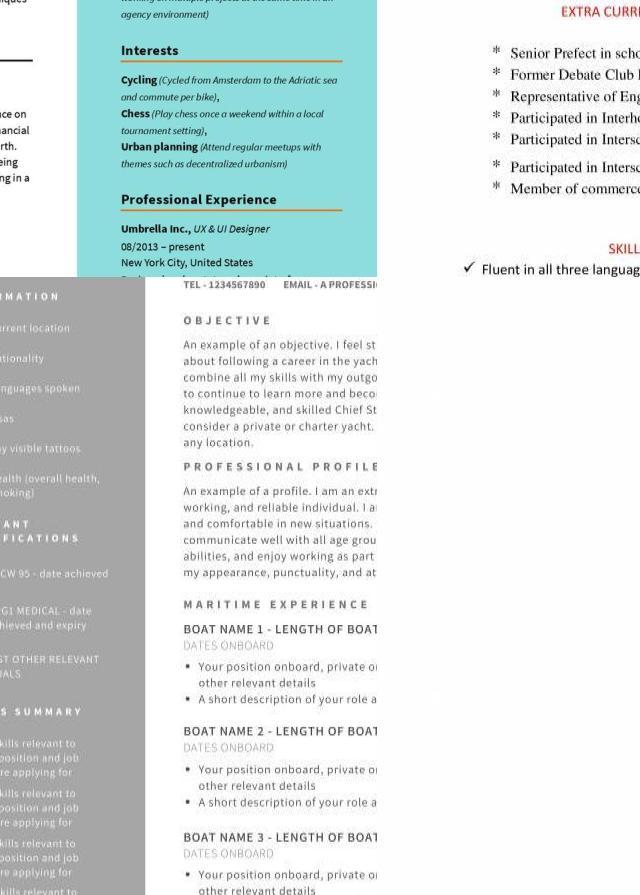 ce on
ancial
rth.
eing
ng in a
agency environment)
Interests
Cycling (Cycled from Amsterdam to the Adriatic sea
and commute per bike),
Chess (Play chess once a weekend within a local
tournament setting),
Urban planning (Attend regular meetups with
themes such as decentralized urbanism)
Professional Experience
Umbrella Inc., UX & UI Designer
08/2013 – present
New York City, United States
EXTRA CURR
* Senior Prefect in scho
* Former Debate Club
* Representative of Eng
* Participated in Interho
* Participated in Intersc
* Participated in Intersc
* Member of commerce
SKILL
✓ Fluent in all three languag
RMATION
urrent location
tionality
nguages spoken
sas
ny visible tattoos
ealth (overall health,
moking)
ANT
FICATIONS
CW 95 - date achieved
G1 MEDICAL - date
hieved and expiry
ST OTHER RELEVANT
IALS
S SUMMARY
kills relevant to
position and job
re applying for
kills relevant to
position and job
re applying for
kills relevant to
position and job
re applying for
kills relevant to
TEL - 1234567890 EMAIL - A PROFESSI
OBJECTIVE
An example of an objective. I feel st
about following a career in the yach
combine all my skills with my outgo
to continue to learn more and beco
knowledgeable, and skilled Chief St
consider a private or charter yacht.
any location.
PROFESSIONAL PROFILE
An example of a profile. I am an extr
working, and reliable individual. I a
and comfortable in new situations.
communicate well with all age grou
abilities, and enjoy working as part
my appearance, punctuality, and at
MARITIME EXPERIENCE
BOAT NAME 1 - LENGTH OF BOAT
DATES ONBOARD
• Your position onboard, private o
other relevant details
• A short description of your role a
BOAT NAME 2 - LENGTH OF BOAT
DATES ONBOARD
• Your position onboard, private o
other relevant details
• A short description of your role a
BOAT NAME 3 - LENGTH OF BOAT
DATES ONBOARD
• Your position onboard, private o
other relevant details